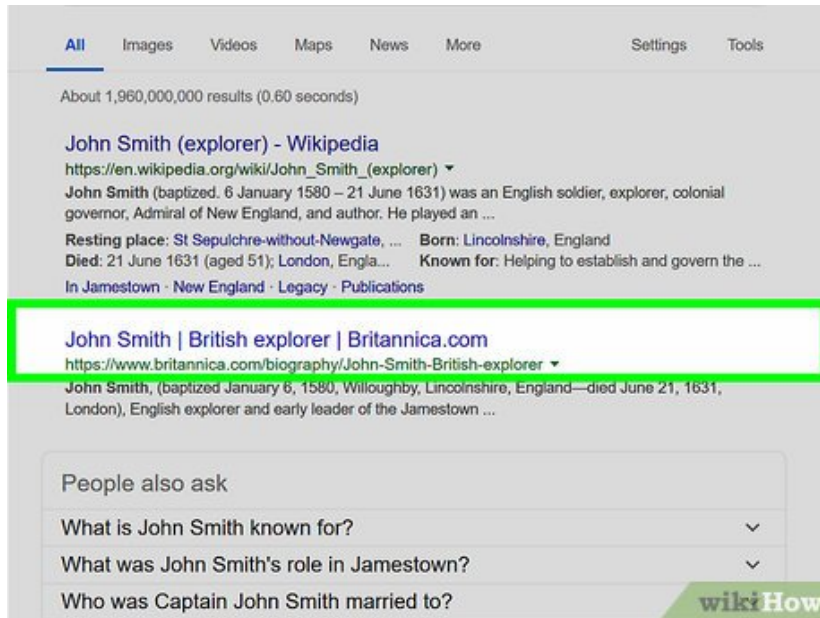 All Images Videos Maps News More Settings Tools
About 1,960,000,000 results (0.60 seconds)
John Smith (explorer) - Wikipedia
https://en.wikipedia.org/wiki/John_Smith_(explorer)
John Smith (baptized. 6 January 1580 – 21 June 1631) was an English soldier, explorer, colonial
governor, Admiral of New England, and author. He played an ...
Resting place: St Sepulchre-without-Newgate, ... Born: Lincolnshire, England
Died: 21 June 1631 (aged 51); London, Engla... Known for: Helping to establish and govern the ...
In Jamestown · New England · Legacy · Publications
John Smith | British explorer | Britannica.com
https://www.britannica.com/biography/John-Smith-British-explorer
John Smith, (baptized January 6, 1580, Willoughby, Lincolnshire, England—died June 21, 1631,
London), English explorer and early leader of the Jamestown ...
People also ask
What is John Smith known for?
What was John Smith's role in Jamestown?
Who was Captain John Smith married to?
wikiHow